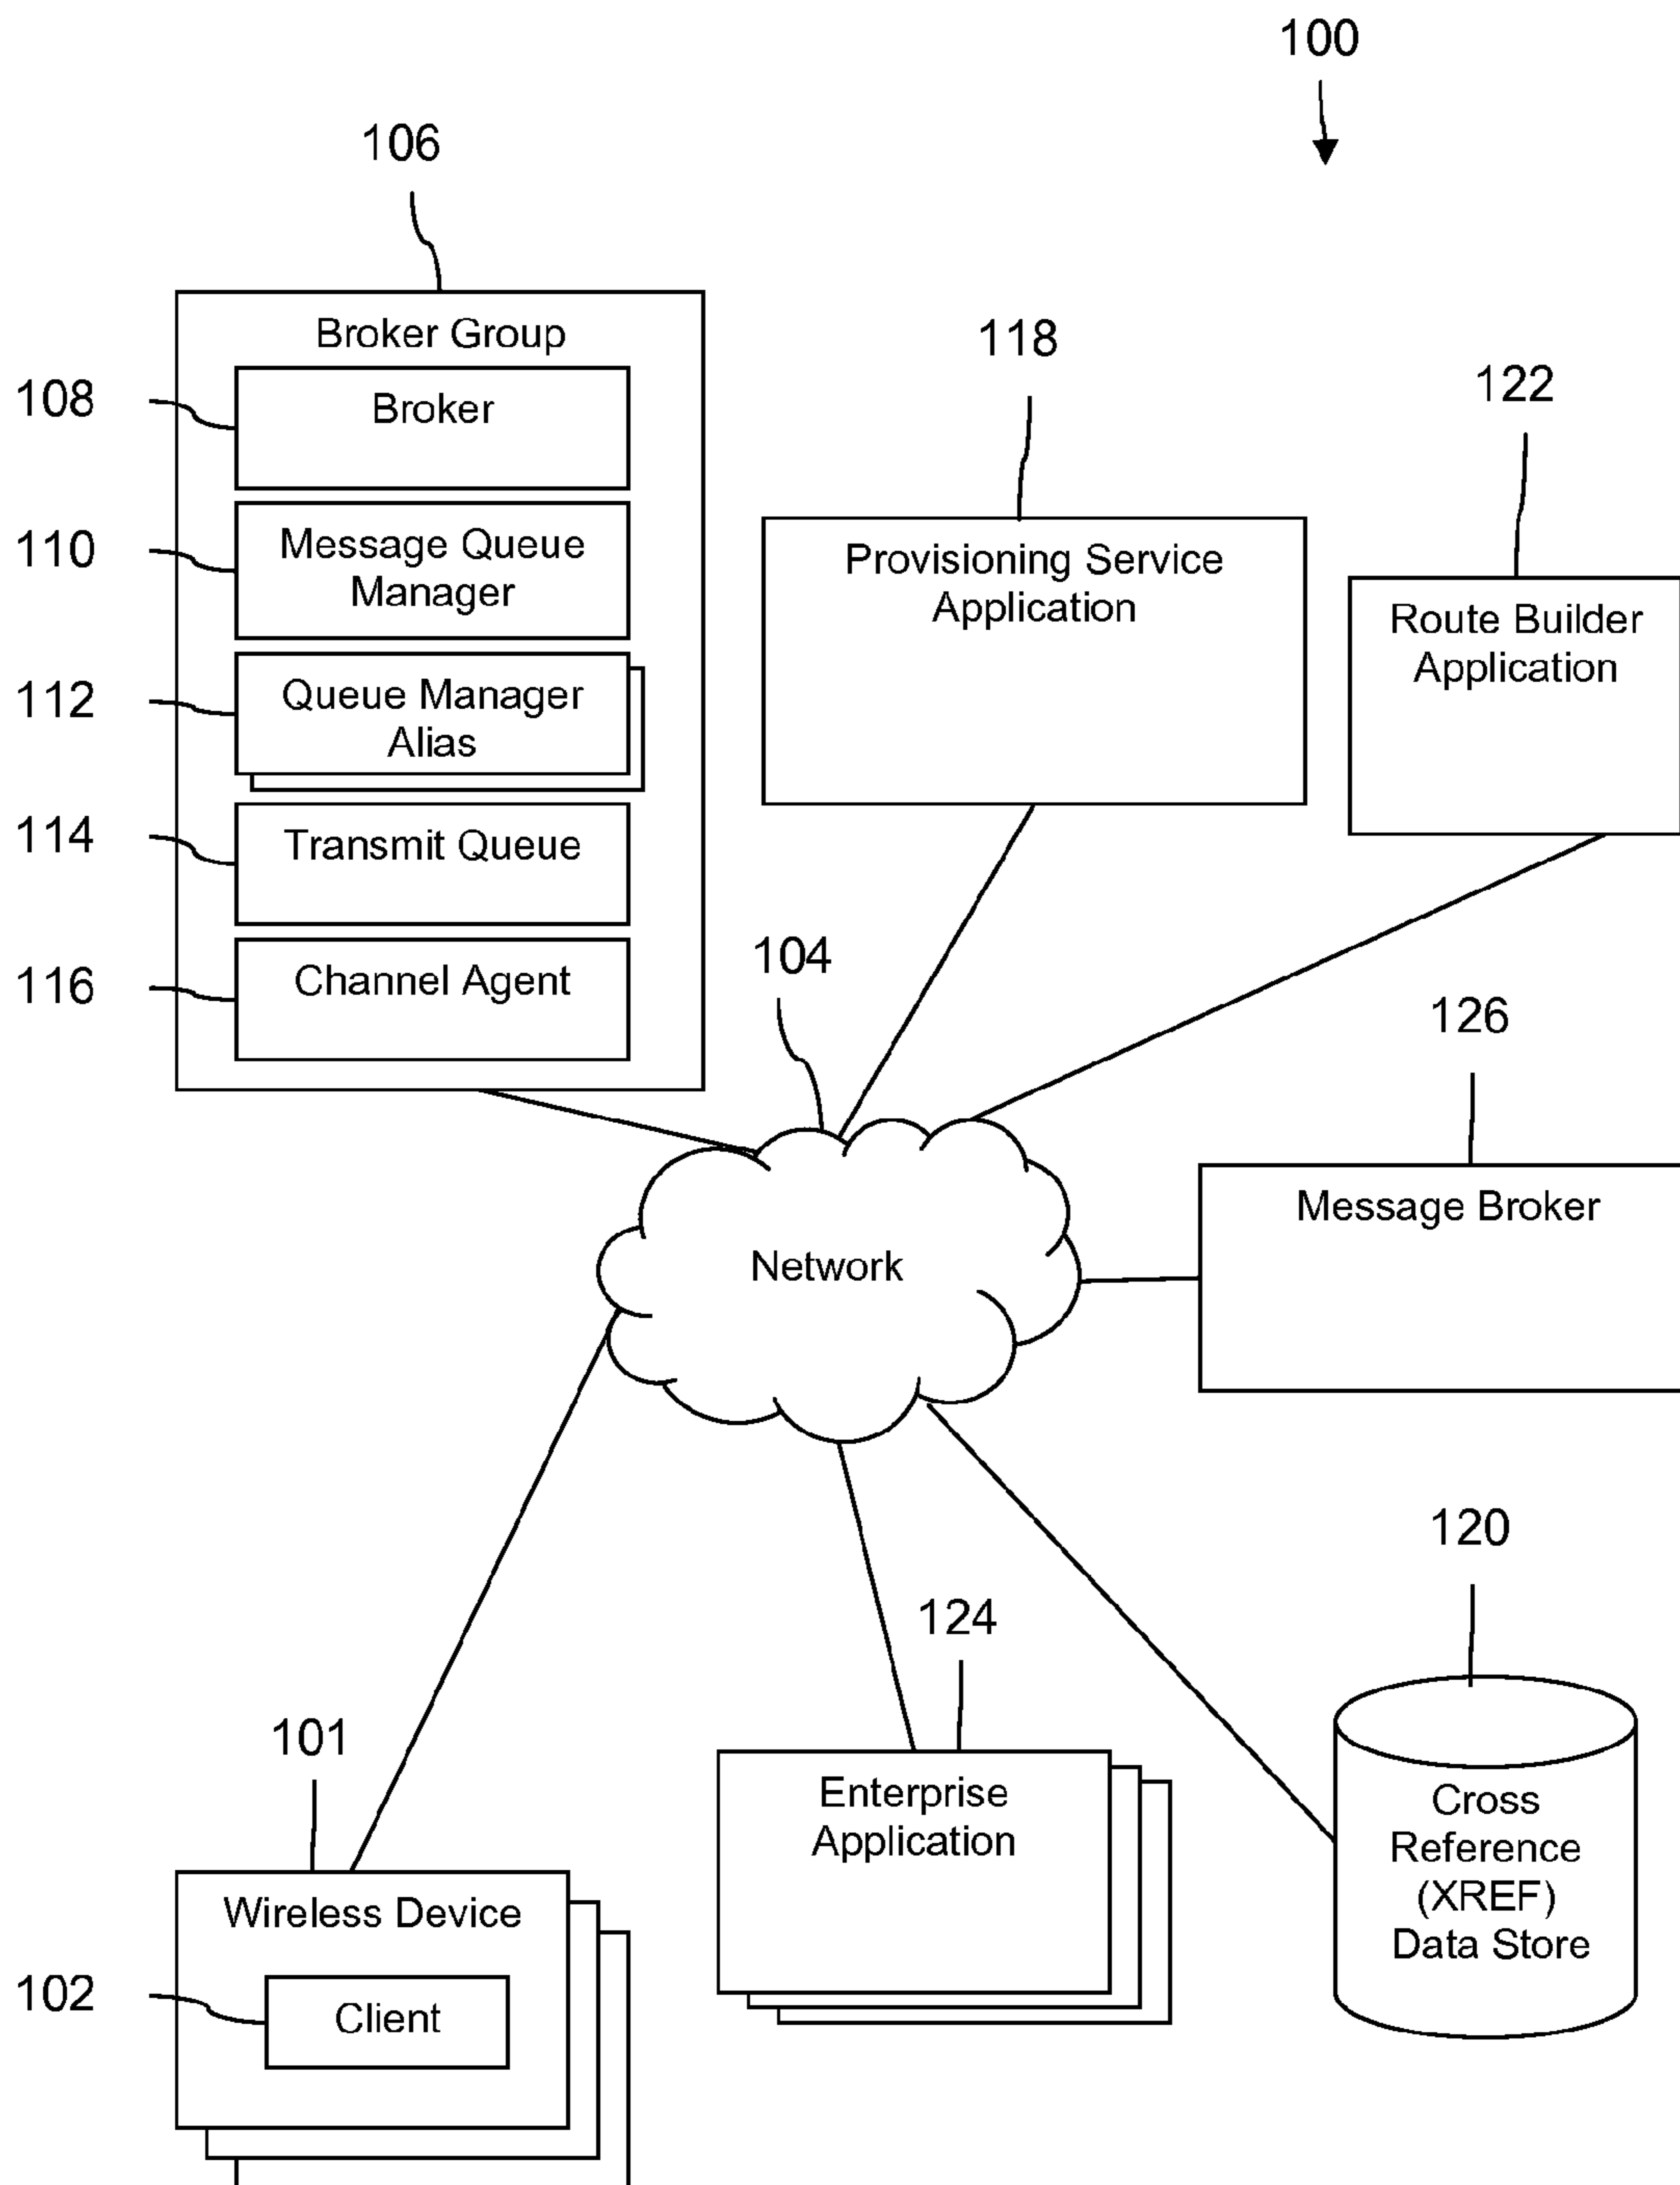 100
106
Broker Group
108
Broker
110
Message Queue
Manager
112
Queue Manager
Alias
114
Transmit Queue
116
Channel Agent
118
Provisioning Service
Application
122
Route Builder
Application
104
Network
126
Message Broker
120
Cross
Reference
(XREF)
Data Store
124
Enterprise
Application
101
Wireless Device
102
Client